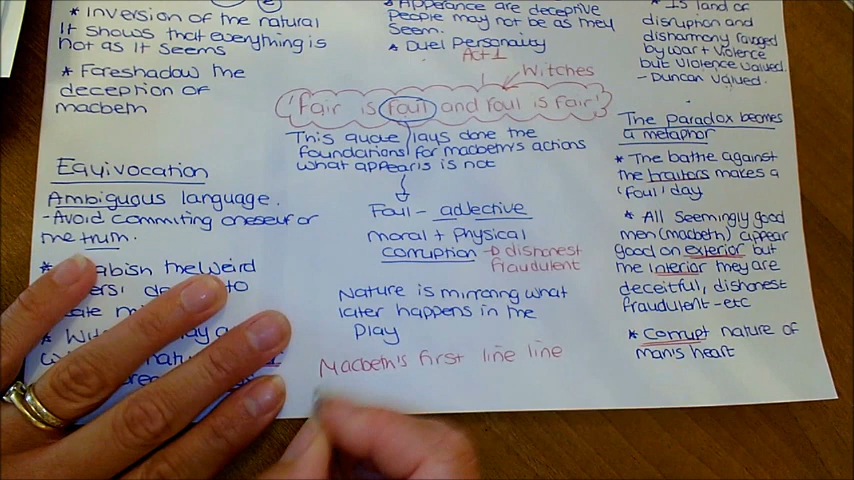 * Inversion of the natural
It shows that everything is
not as it seems
* Foreshadow the
deception of
macbeth
Equivocation
Ambiguous language.
- Avoid commiting oneself or
the truth.
abish the Weird
to
* Apperance are deceptive
People may not be as they
seem.
* Duel Personality
Act 1
Witches
'fair is foul and foul is fair'
This quote lays done the
foundations for macbeth's actions
what appears is not
Foul - adjective
moral + physical
corruption → dishonest
fraudulent
Nature is mirroring what
later happens in the
Play
Macbeth's first line line
* Is land of
disruption and
disharmony ravaged
by war + violence
but violence valued.
- Duncan valued.
The paradox becomes
a metaphor
* The bathe against
the traitors makes a
'foul' day
* All seemingly good
men (macbeth) appear
good on exterior but
the interior they are
deceitful, dishonest
fraudulent - etc
* Corrupt nature of
man's heart